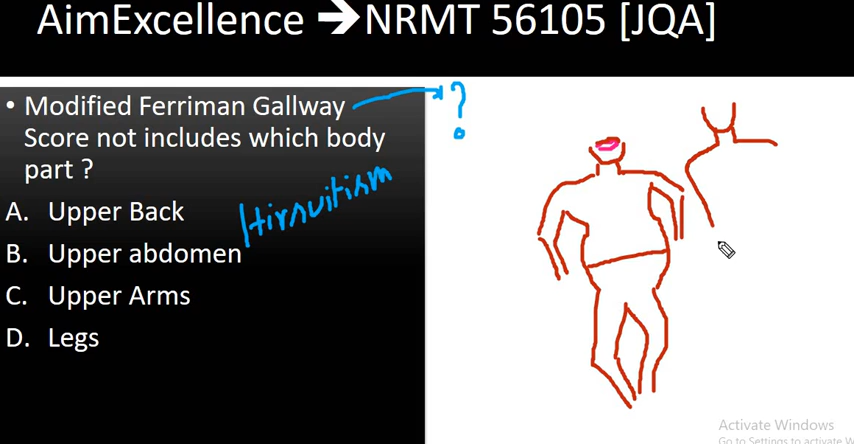 AimExcellence ➔NRMT 56105 [JQA]
• Modified Ferriman Gallway
Score not includes which body
part ?
?
Hirsuitism
A. Upper Back
B. Upper abdomen
C. Upper Arms
D. Legs
Activate Windows
Go to Settings to activate W